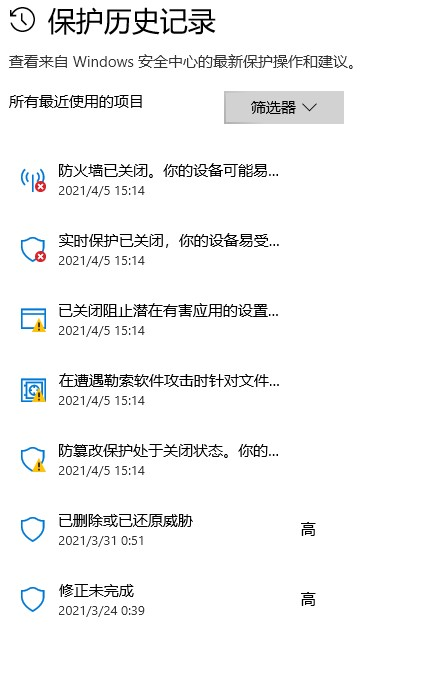 保护历史记录
查看来自 Windows 安全中心的最新保护操作和建议。
所有最近使用的项目
筛选器
防火墙已关闭。你的设备可能易...
2021/4/5 15:14
实时保护已关闭，你的设备易受...
2021/4/5 15:14
已关闭阻止潜在有害应用的设置...
2021/4/5 15:14
在遭遇勒索软件攻击时针对文件...
2021/4/5 15:14
防篡改保护处于关闭状态。你的...
2021/4/5 15:14
已删除或已还原威胁
高
2021/3/31 0:51
修正未完成
高
2021/3/24 0:39